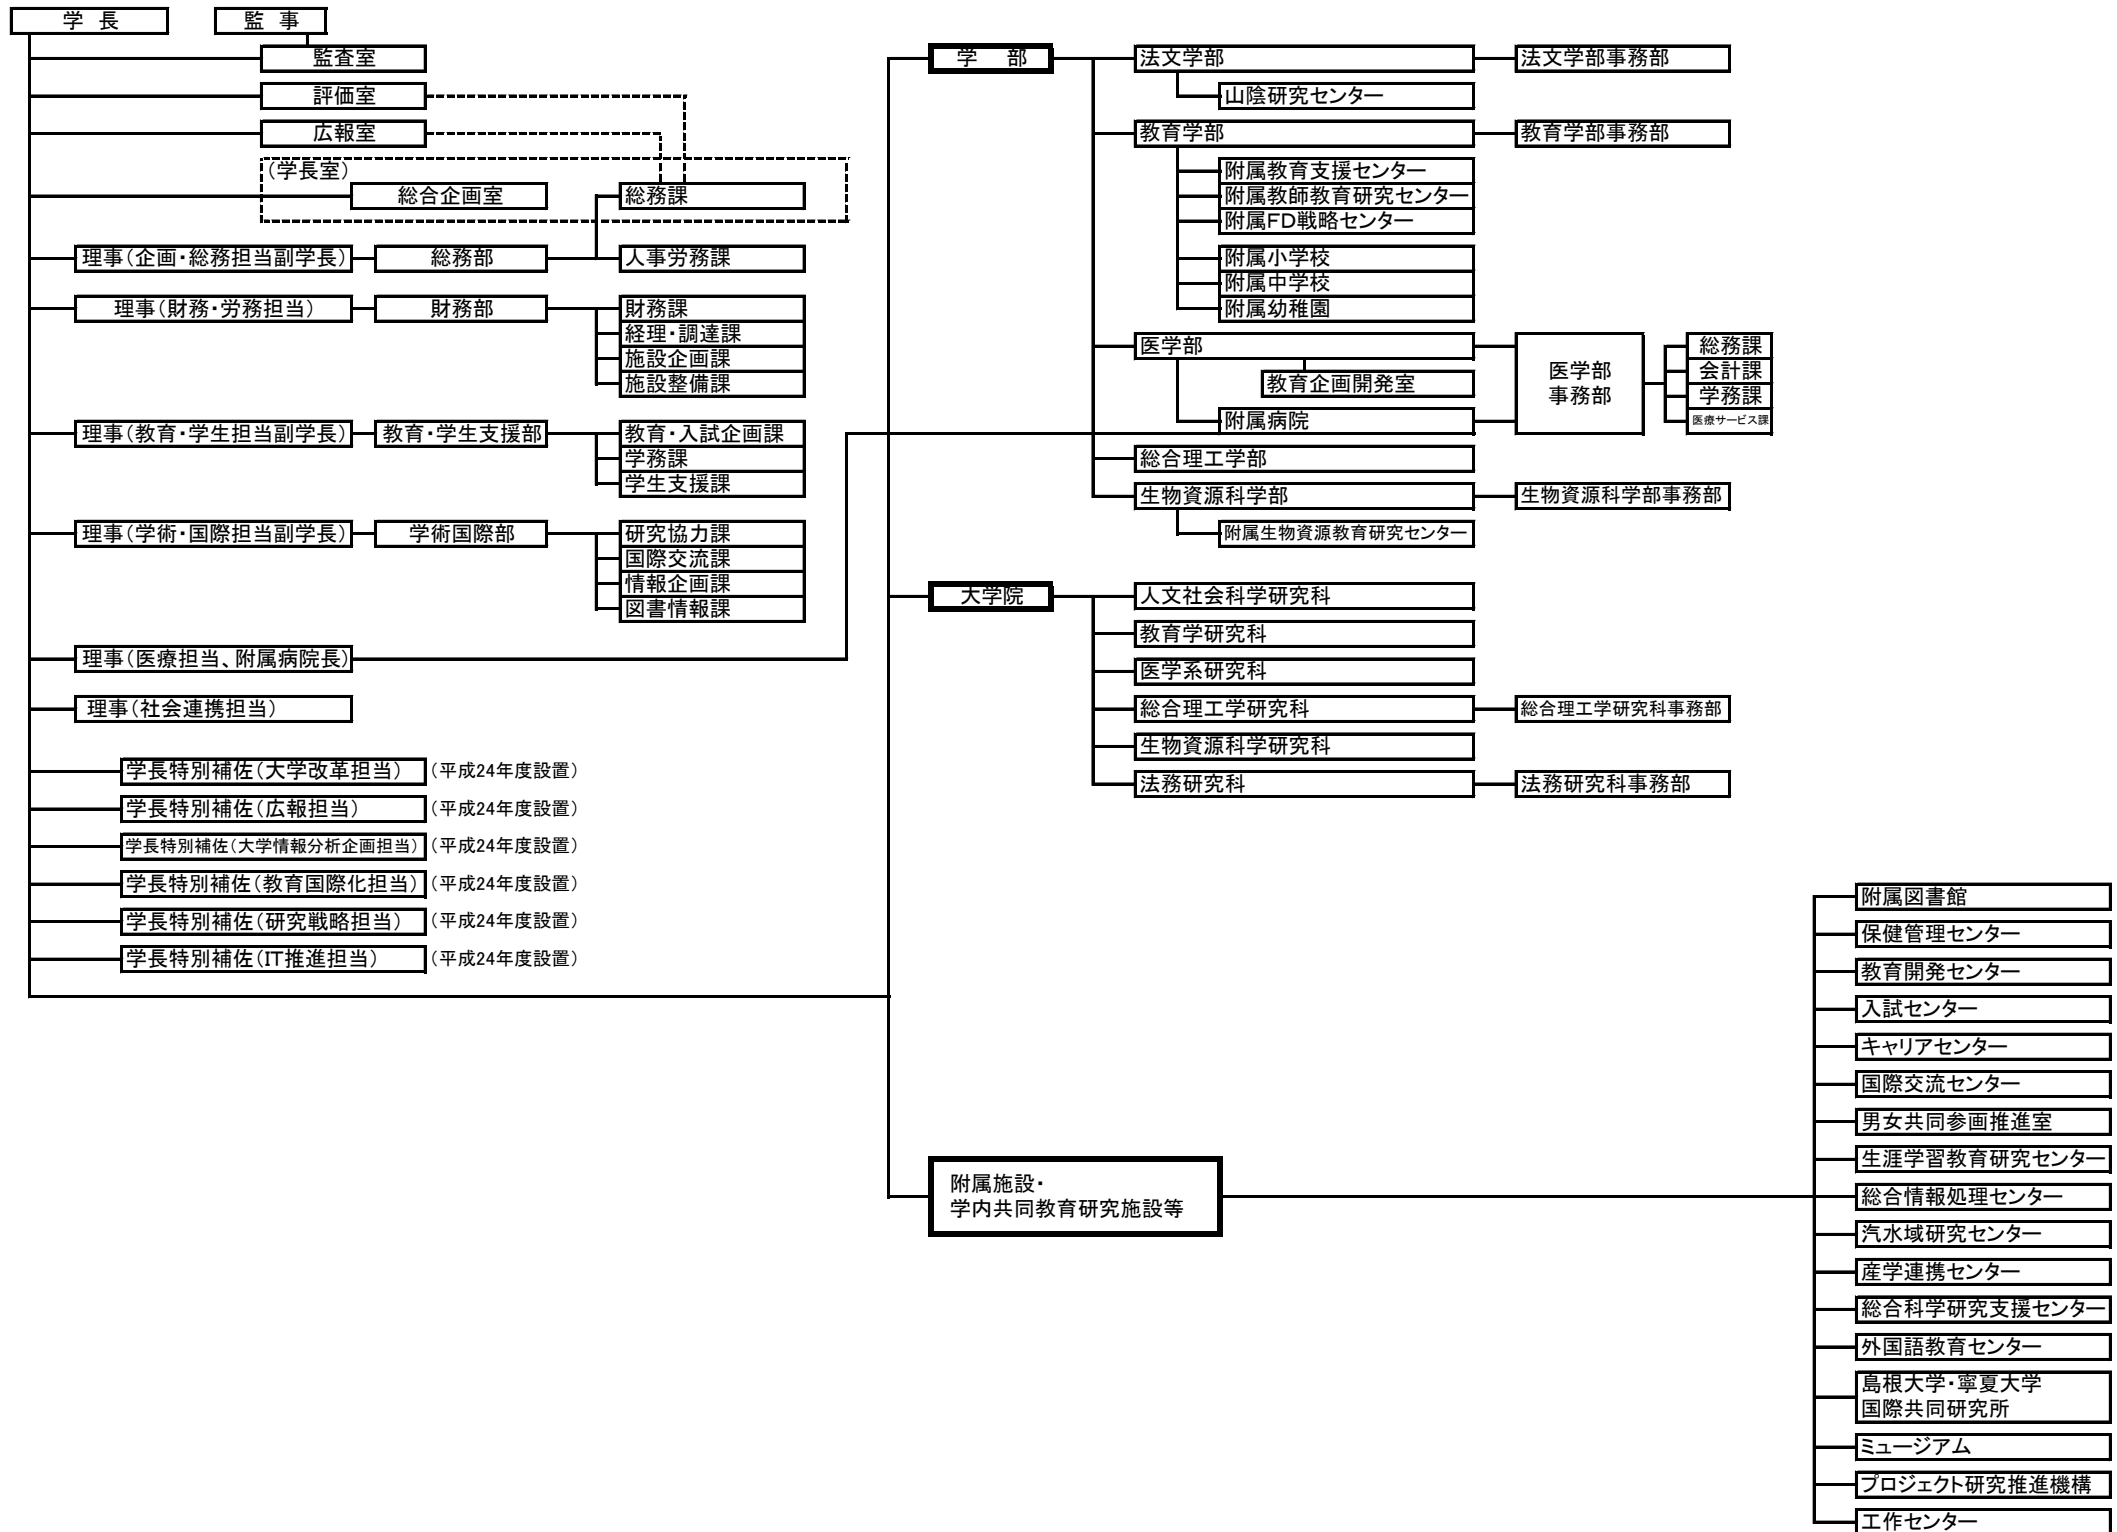 学 長
監 事
監査室
評価室
広報室
(学長室)
総合企画室
総務課
理事(企画・総務担当副学長)
総務部
人事労務課
理事(財務・労務担当)
財務部
財務課
経理・調達課
施設企画課
施設整備課
理事(教育・学生担当副学長)
教育・学生支援部
教育・入試企画課
学務課
学生支援課
理事(学術・国際担当副学長)
学術国際部
研究協力課
国際交流課
情報企画課
図書情報課
理事(医療担当、附属病院長)
理事(社会連携担当)
学長特別補佐(大学改革担当)
(平成24年度設置)
学長特別補佐(広報担当)
(平成24年度設置)
学長特別補佐(大学情報分析企画担当)
(平成24年度設置)
学長特別補佐(教育国際化担当)
(平成24年度設置)
学長特別補佐(研究戦略担当)
(平成24年度設置)
学長特別補佐(IT推進担当)
(平成24年度設置)
学 部
法文学部
法文学部事務部
山陰研究センター
教育学部
教育学部事務部
附属教育支援センター
附属教師教育研究センター
附属FD戦略センター
附属小学校
附属中学校
附属幼稚園
医学部
教育企画開発室
附属病院
医学部
事務部
総務課
会計課
学務課
医療サービス課
総合理工学部
生物資源科学部
生物資源科学部事務部
附属生物資源教育研究センター
大学院
人文社会科学研究科
教育学研究科
医学系研究科
総合理工学研究科
総合理工学研究科事務部
生物資源科学研究科
法務研究科
法務研究科事務部
附属施設・
学内共同教育研究施設等
附属図書館
保健管理センター
教育開発センター
入試センター
キャリアセンター
国際交流センター
男女共同参画推進室
生涯学習教育研究センター
総合情報処理センター
汽水域研究センター
産学連携センター
総合科学研究支援センター
外国語教育センター
島根大学・寧夏大学
国際共同研究所
ミュージアム
プロジェクト研究推進機構
工作センター